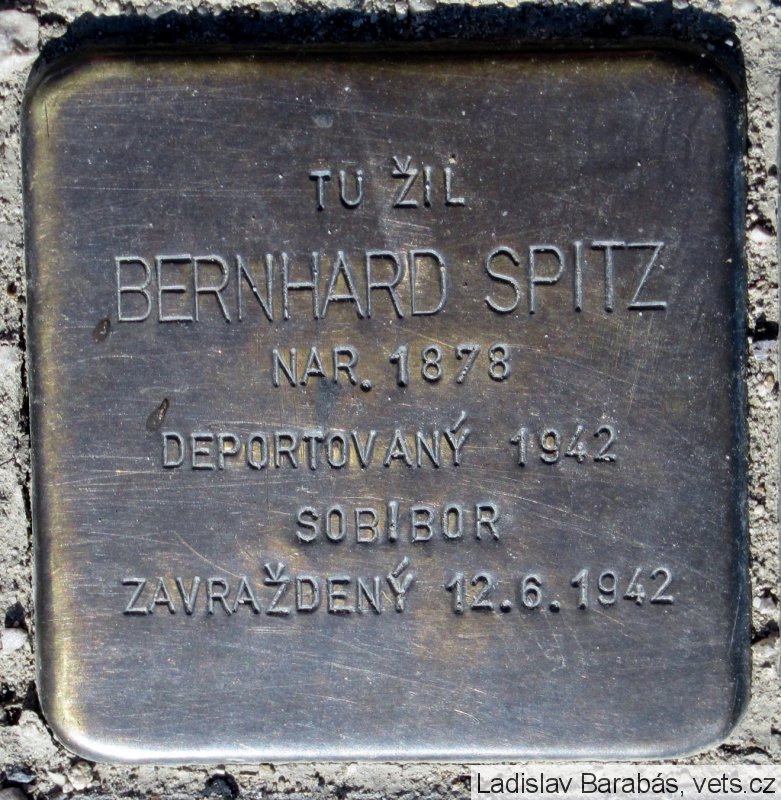 TU ŽIL
BERNHARD SPITZ
NAR. 1878
DEPORTOVANÝ 1942
SOBIBOR
ZAVRAŽDENÝ 12.6.1942
Ladislav Barabás, vets.cz